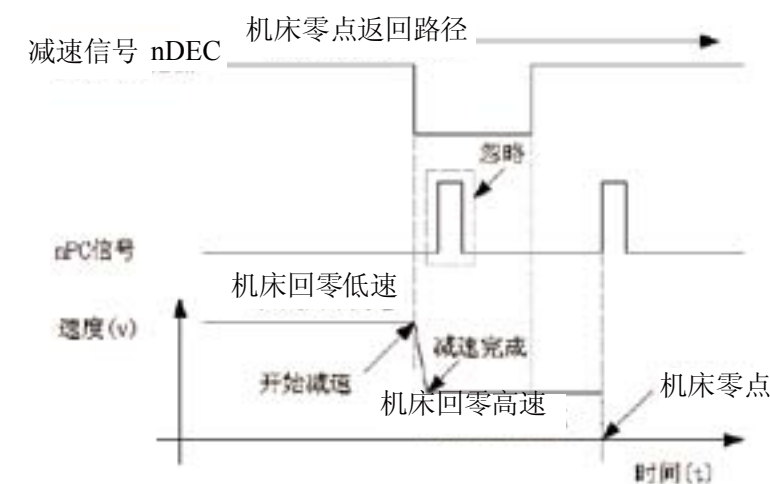 机床零点返回路径
减速信号 nDEC
忽略
nPC信号
机床回零低速
速度(v)
减速完成
开始减速
机床回零高速
机床零点
时间(t)